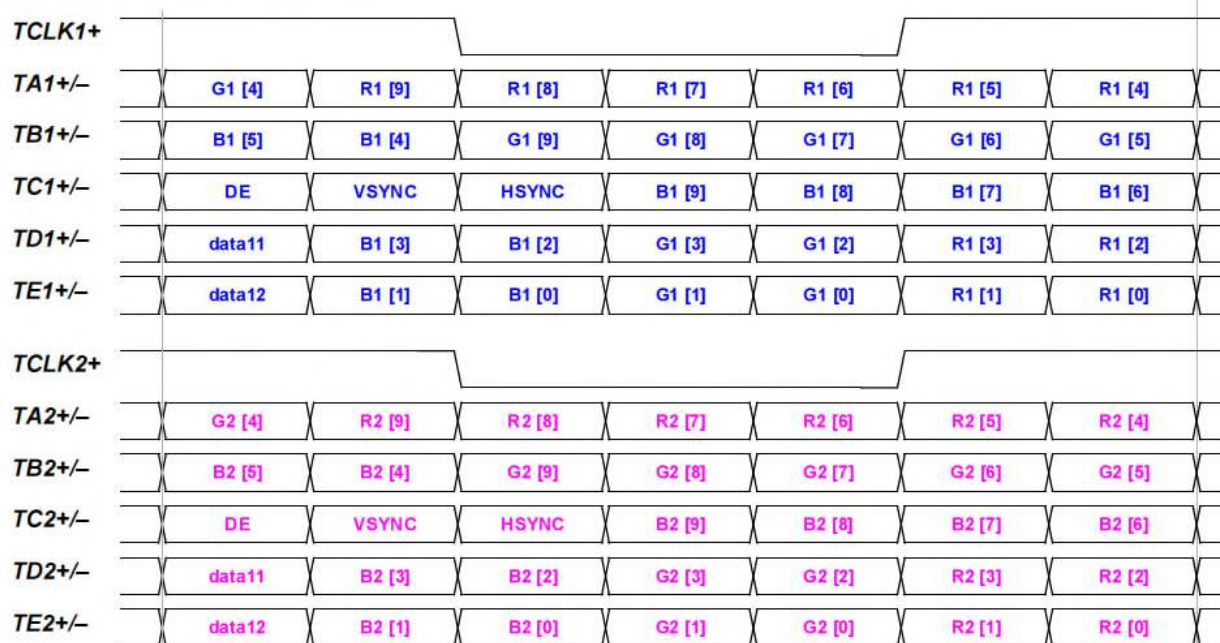 TCLK1+
TA1+/– G1 [4] R1 [9] R1 [8] R1 [7] R1 [6] R1 [5] R1 [4]
TB1+/– B1 [5] B1 [4] G1 [9] G1 [8] G1 [7] G1 [6] G1 [5]
TC1+/– DE VSYNC HSYNC B1 [9] B1 [8] B1 [7] B1 [6]
TD1+/– data11 B1 [3] B1 [2] G1 [3] G1 [2] R1 [3] R1 [2]
TE1+/– data12 B1 [1] B1 [0] G1 [1] G1 [0] R1 [1] R1 [0]
TCLK2+
TA2+/– G2 [4] R2 [9] R2 [8] R2 [7] R2 [6] R2 [5] R2 [4]
TB2+/– B2 [5] B2 [4] G2 [9] G2 [8] G2 [7] G2 [6] G2 [5]
TC2+/– DE VSYNC HSYNC B2 [9] B2 [8] B2 [7] B2 [6]
TD2+/– data11 B2 [3] B2 [2] G2 [3] G2 [2] R2 [3] R2 [2]
TE2+/– data12 B2 [1] B2 [0] G2 [1] G2 [0] R2 [1] R2 [0]